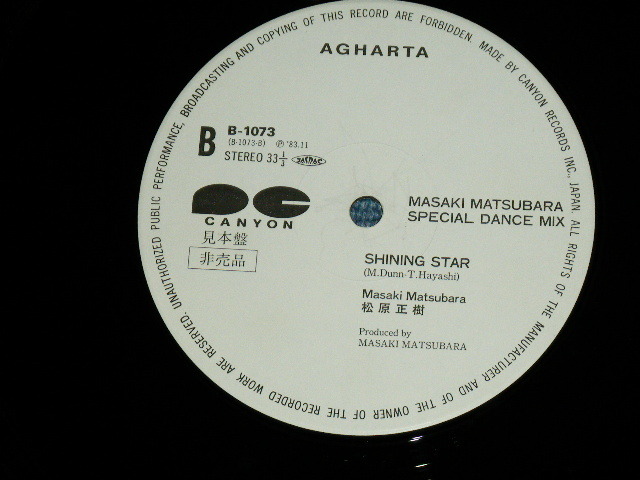 UNAUTHORIZED PUBLIC PERFORMANCE, BROADCASTING AND COPYING OF THIS RECORD ARE FORBIDDEN. MADE BY CANYON RECORDS INC., JAPAN. ALL RIGHTS OF THE MANUFACTURER AND OF THE OWNER OF THE RECORDED WORK ARE RESERVED.
AGHARTA
B
B-1073
(B-1073-B) Ⓟ '83.11
STEREO 33 1/3
CANYON
見本盤
非売品
MASAKI MATSUBARA
SPECIAL DANCE MIX
SHINING STAR
(M.Dunn-T.Hayashi)
Masaki Matsubara
松原正樹
Produced by
MASAKI MATSUBARA